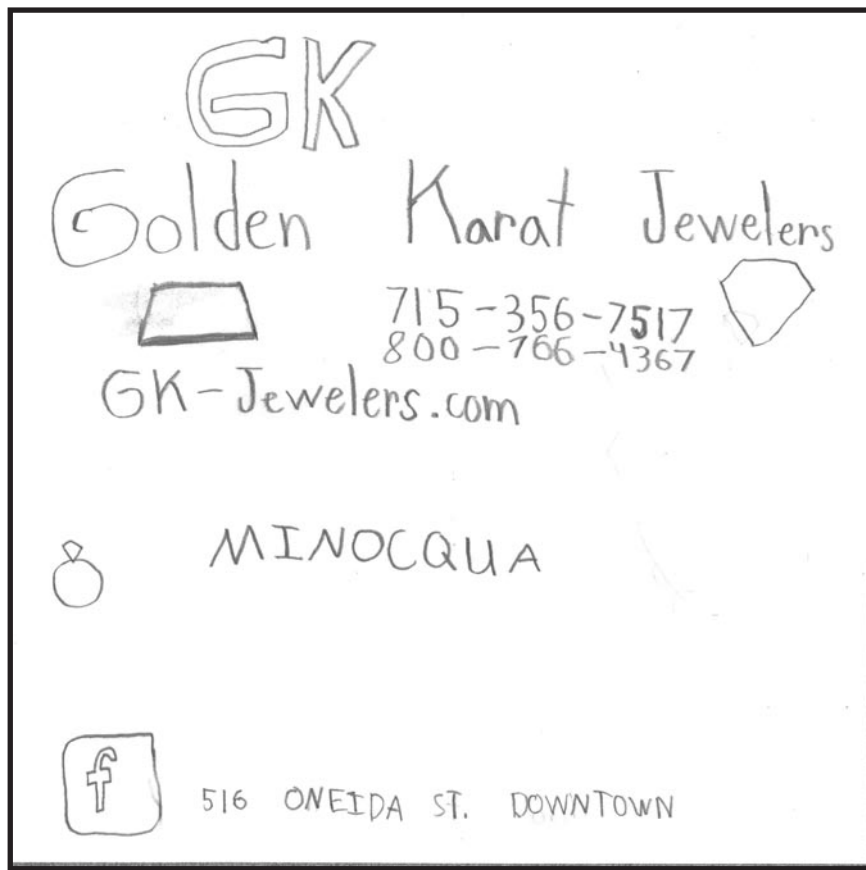 GK
Golden Karat Jewelers
715-356-7517
800-766-4367
GK-Jewelers.com
MINOCQUA
f
516 ONEIDA ST. DOWNTOWN